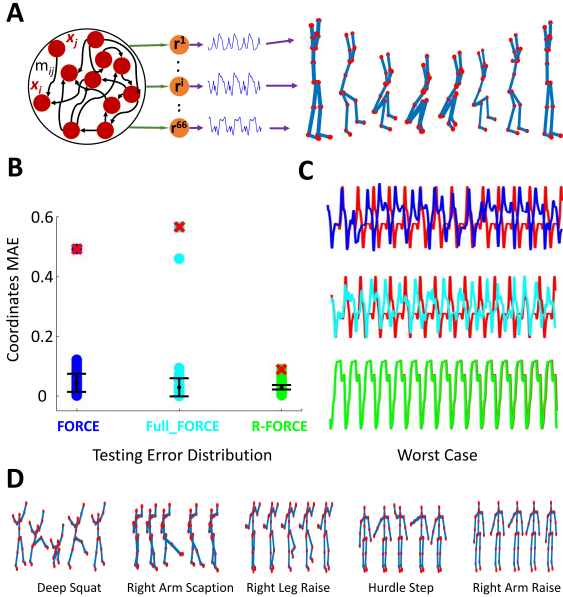 A
x_j
m_ij
x_i
r^1
r^i
r^66
B
Coordinates MAE
0.6
0.4
0.2
0
FORCE
Full_FORCE
R-FORCE
Testing Error Distribution
C
Worst Case
D
Deep Squat
Right Arm Scaption
Right Leg Raise
Hurdle Step
Right Arm Raise